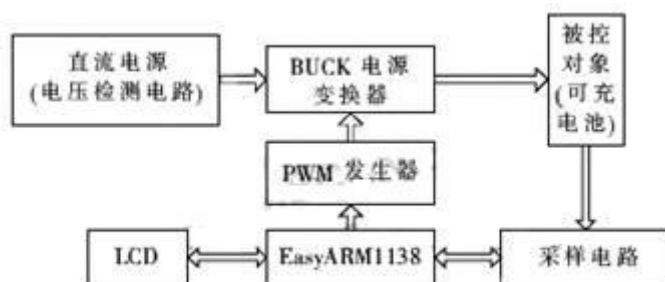 直流电源
(电压检测电路)
BUCK 电源
变换器
被控
对象
(可充
电池)
PWM 发生器
LCD
EasyARM1138
采样电路